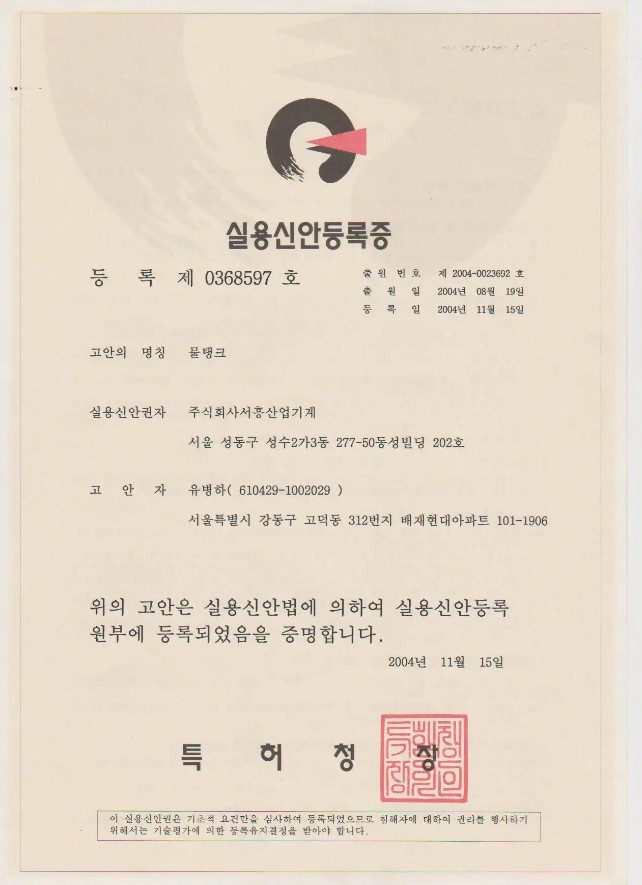 실용신안등록증
등 록 제 0368597 호
출 원 번 호 제 2004-0023692 호
출 원 일 2004년 08월 19일
등 록 일 2004년 11월 15일
고안의 명칭 물탱크
실용신안권자 주식회사서흥산업기계
서울 성동구 성수2가3동 277-50동성빌딩 202호
고 안 자 유병하( 610429-1002029 )
서울특별시 강동구 고덕동 312번지 배재현대아파트 101-1906
위의 고안은 실용신안법에 의하여 실용신안등록
원부에 등록되었음을 증명합니다.
2004년 11월 15일
특 허 청 장
이 실용신안권은 기초적 요건만을 심사하여 등록되었으므로 침해자에 대하여 권리를 행사하기
위해서는 기술평가에 의한 등록유지결정을 받아야 합니다.